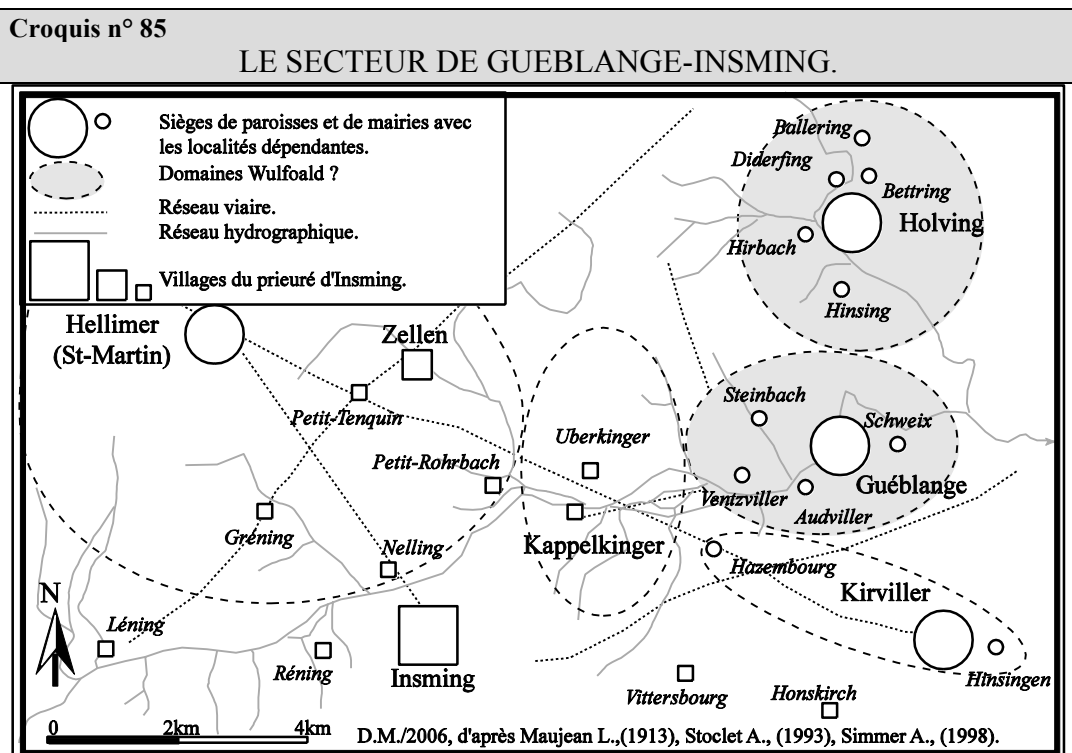 Croquis n° 85
LE SECTEUR DE GUEBLANGE-INSMING.
Sièges de paroisses et de mairies avec
les localités dépendantes.
Domaines Wulfoald ?
Réseau viaire.
Réseau hydrographique.
Villages du prieuré d'Insming.
Ballering
Diderfing
Bettring
Holving
Hirbach
Hinsing
Hellimer
(St-Martin)
Zellen
Petit-Tenquin
Steinbach
Schweix
Uberkinger
Petit-Rohrbach
Guéblange
Ventzviller
Audviller
Gréning
Nelling
Kappelkinger
Hazembourg
Kirviller
N
Léning
Réning
Insming
Hinsingen
Vittersbourg
Honskirch
0 2km 4km
D.M./2006, d'après Maujean L.,(1913), Stoclet A., (1993), Simmer A., (1998).